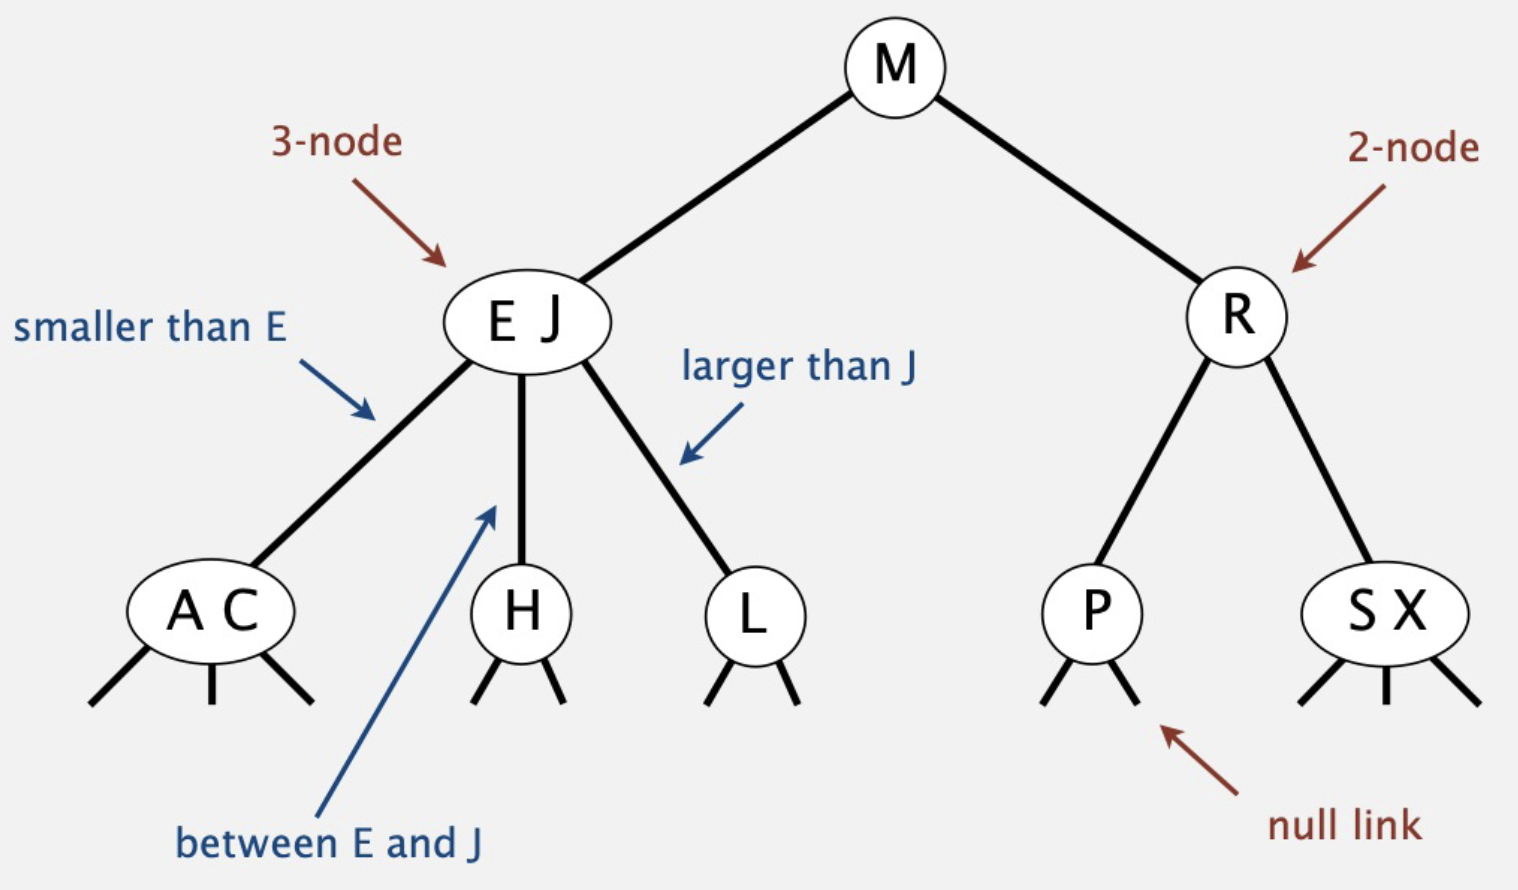 M
3-node
2-node
E J
R
smaller than E
larger than J
A C
H
L
P
S X
between E and J
null link